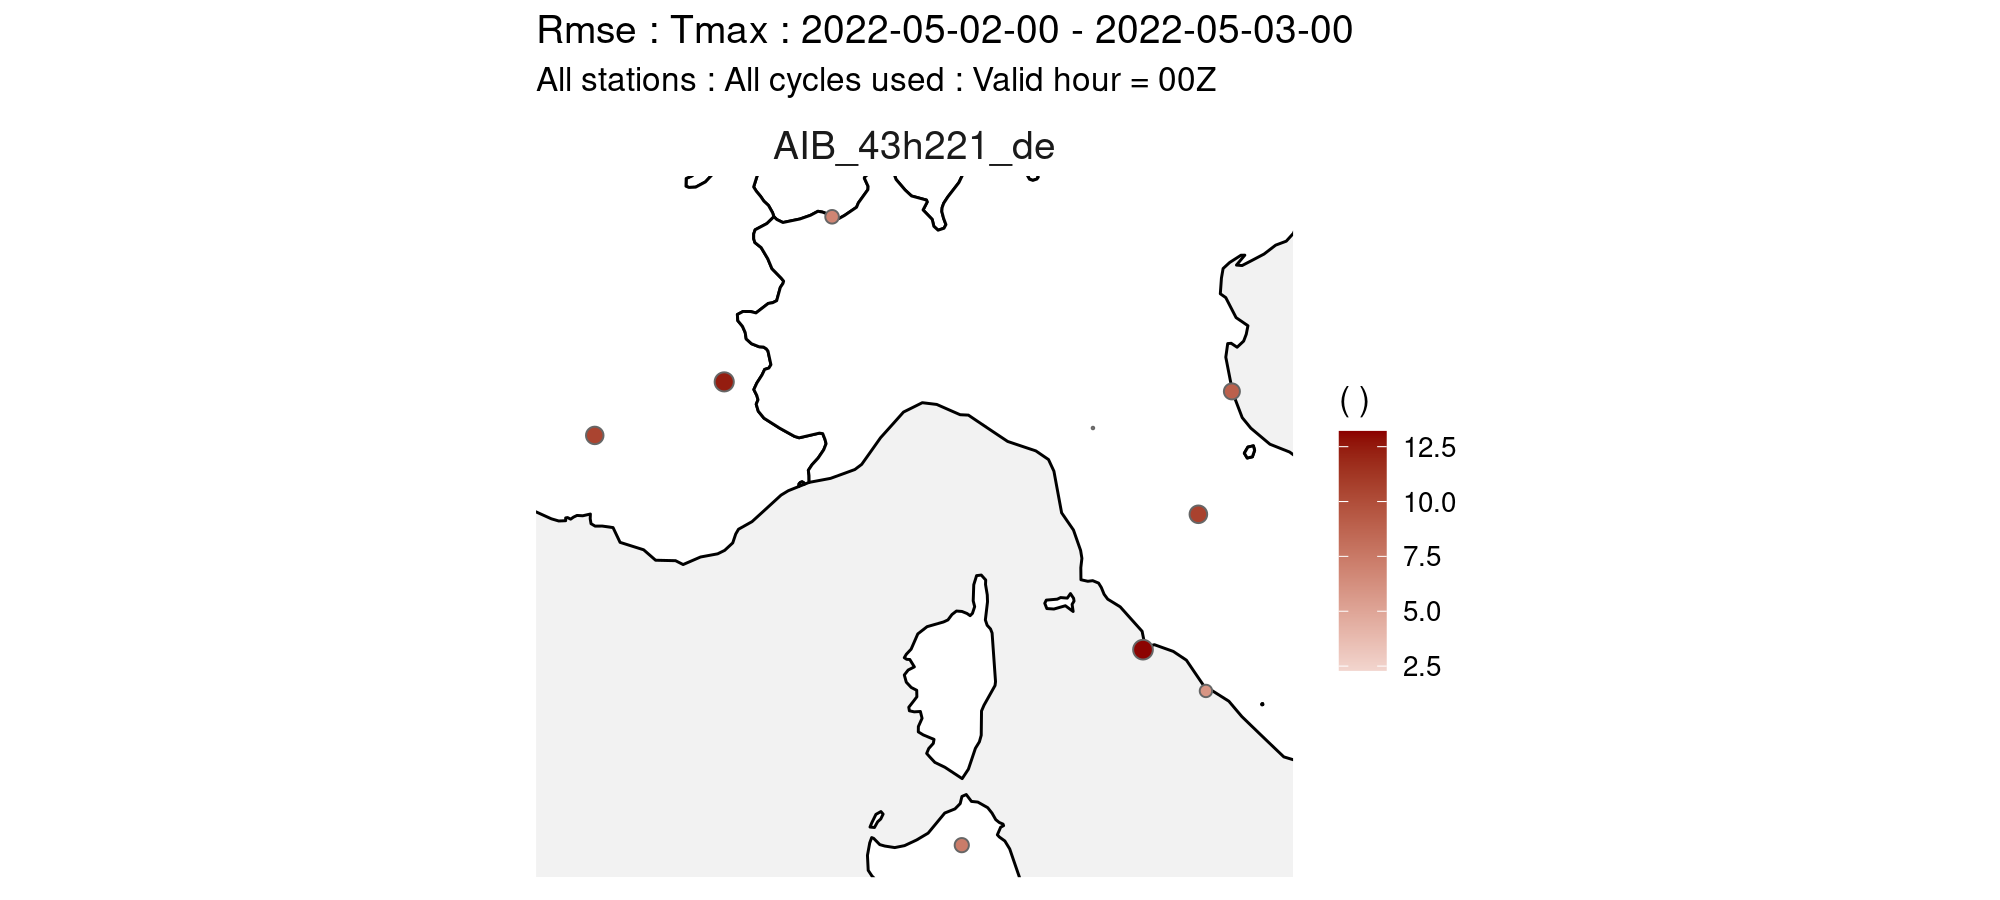 Rmse : Tmax : 2022-05-02-00 - 2022-05-03-00
All stations : All cycles used : Valid hour = 00Z
AIB_43h221_de
( )
12.5
10.0
7.5
5.0
2.5